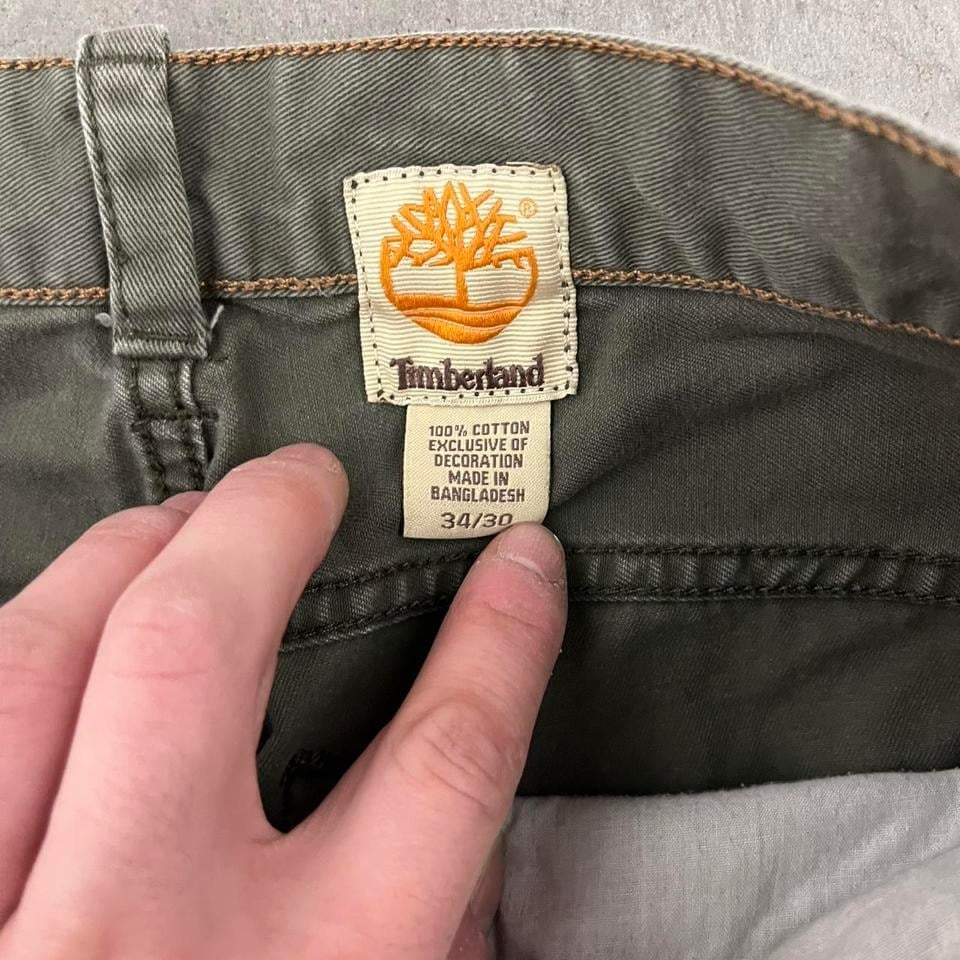 ®
Timberland
100% COTTON
EXCLUSIVE OF
DECORATION
MADE IN
BANGLADESH
34/30